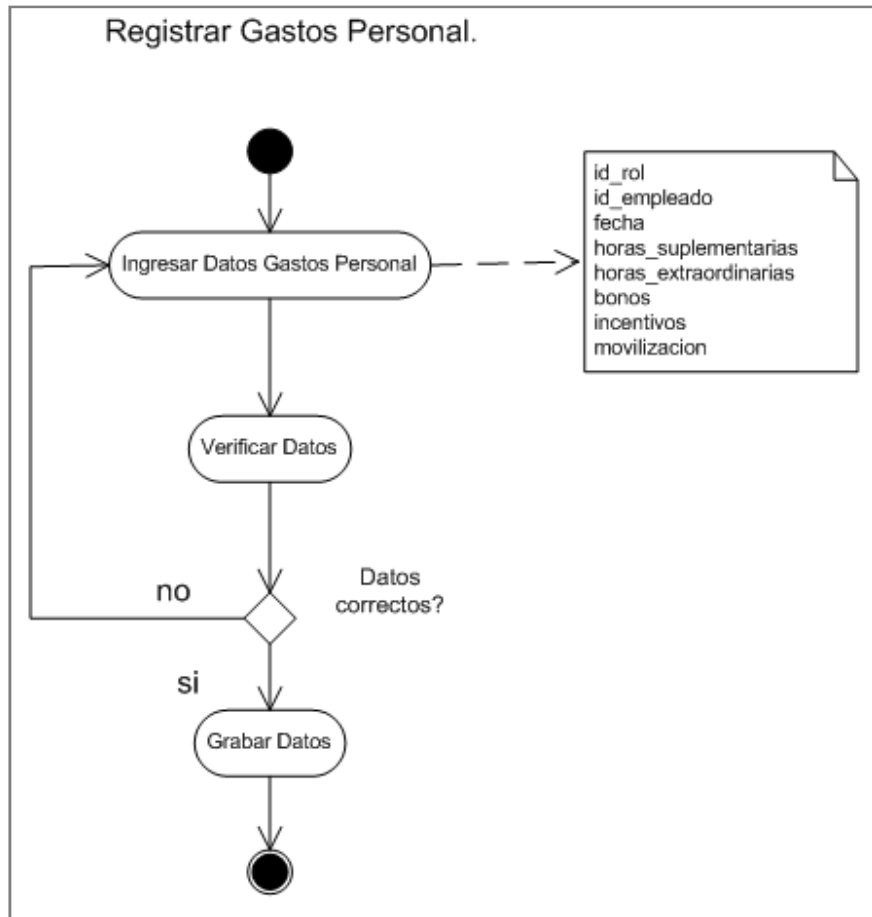 Registrar Gastos Personal.
Ingresar Datos Gastos Personal
id_rol
id_empleado
fecha
horas_suplementarias
horas_extraordinarias
bonos
incentivos
movilizacion
Verificar Datos
no
Datos
correctos?
si
Grabar Datos